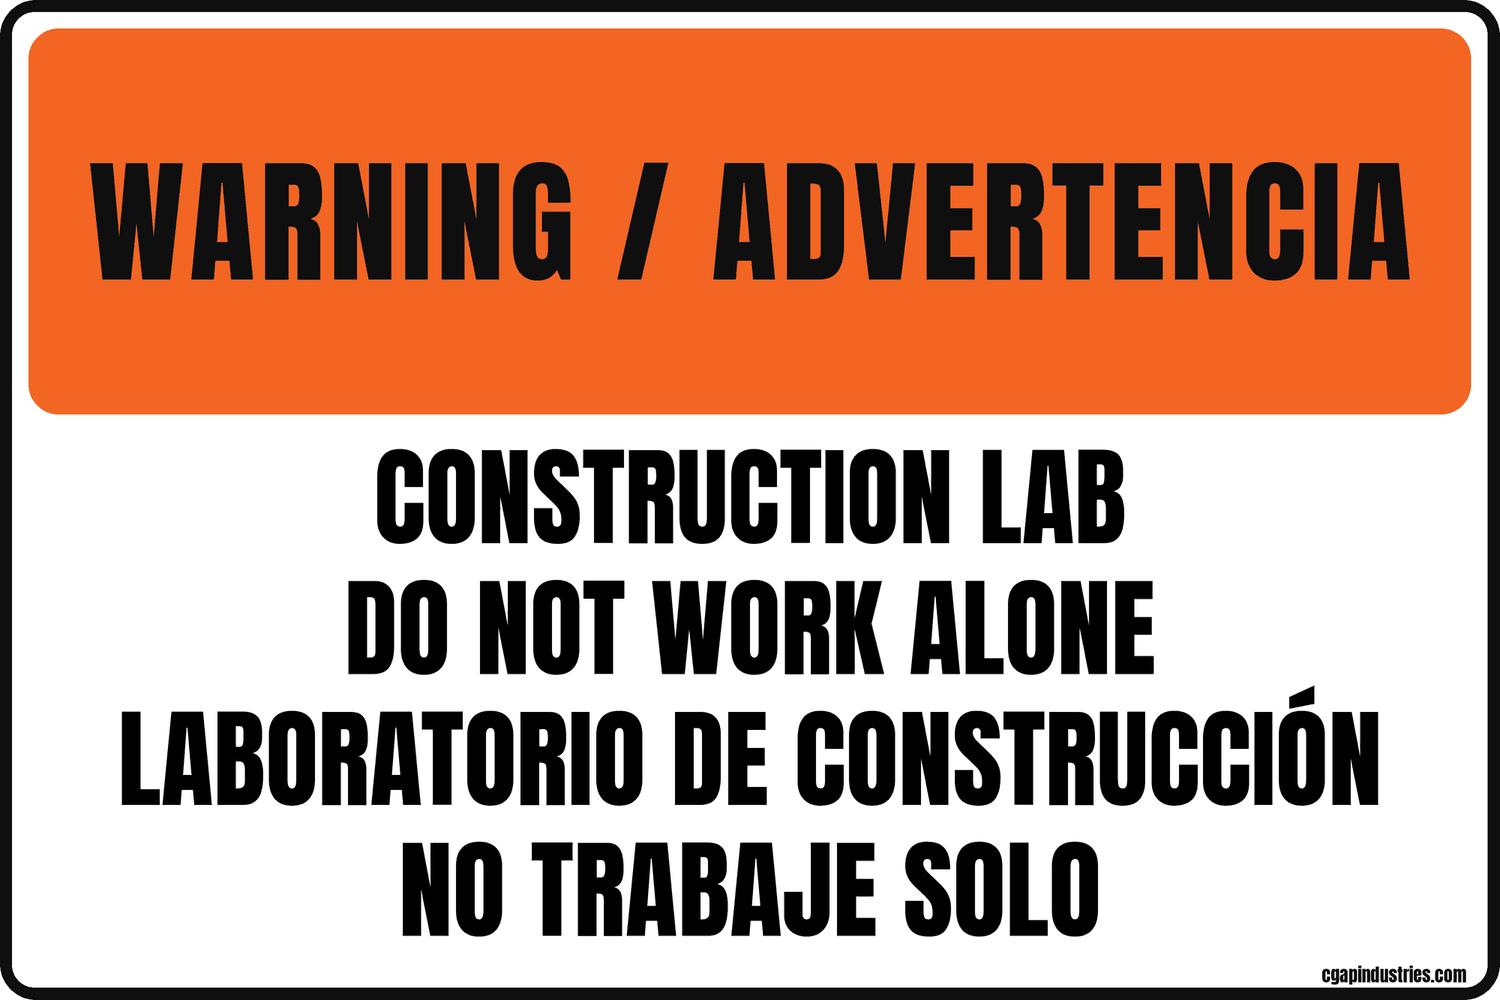 WARNING / ADVERTENCIA
CONSTRUCTION LAB
DO NOT WORK ALONE
LABORATORIO DE CONSTRUCCIÓN
NO TRABAJE SOLO
cgapindustries.com